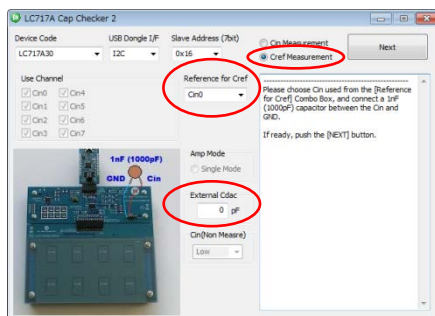 LC717A Cap Checker 2
Device Code
USB Dongle I/F
Slave Address (7bit)
LC717A30
I2C
0x16
Cin Measurement
Cref Measurement
Next
Use Channel
Cin0
Cin4
Cin1
Cin5
Cin2
Cin6
Cin3
Cin7
Reference for Cref
Cin0
Please choose Cin used from the [Reference
for Cref] Combo Box, and connect a 1nF
(1000pF) capacitor between the Cin and
GND.
If ready, push the [NEXT] button.
1nF (1000pF)
GND
Cin
Amp Mode
Single Mode
External Cdac
0 pF
Cin(Non Measre)
Low